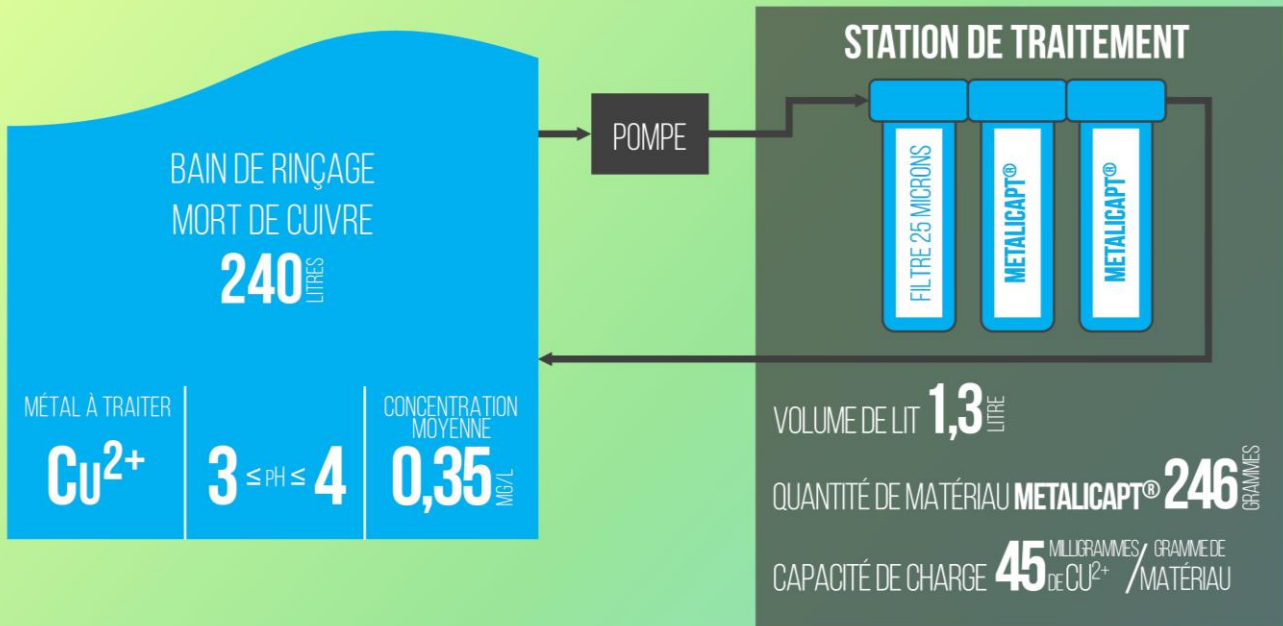 BAIN DE RINÇAGE
MORT DE CUIVRE
240 LITRES
MÉTAL À TRAITER
Cu²⁺
3 ≤ PH ≤ 4
CONCENTRATION
MOYENNE
0,35 MG/L
POMPE
STATION DE TRAITEMENT
FILTRE 25 MICRONS
METALICAPT®
METALICAPT®
VOLUME DE LIT 1,3 LITRE
QUANTITÉ DE MATÉRIAU METALICAPT® 246 GRAMMES
CAPACITÉ DE CHARGE 45 MILLIGRAMMES DE CU²⁺ / GRAMME DE MATÉRIAU